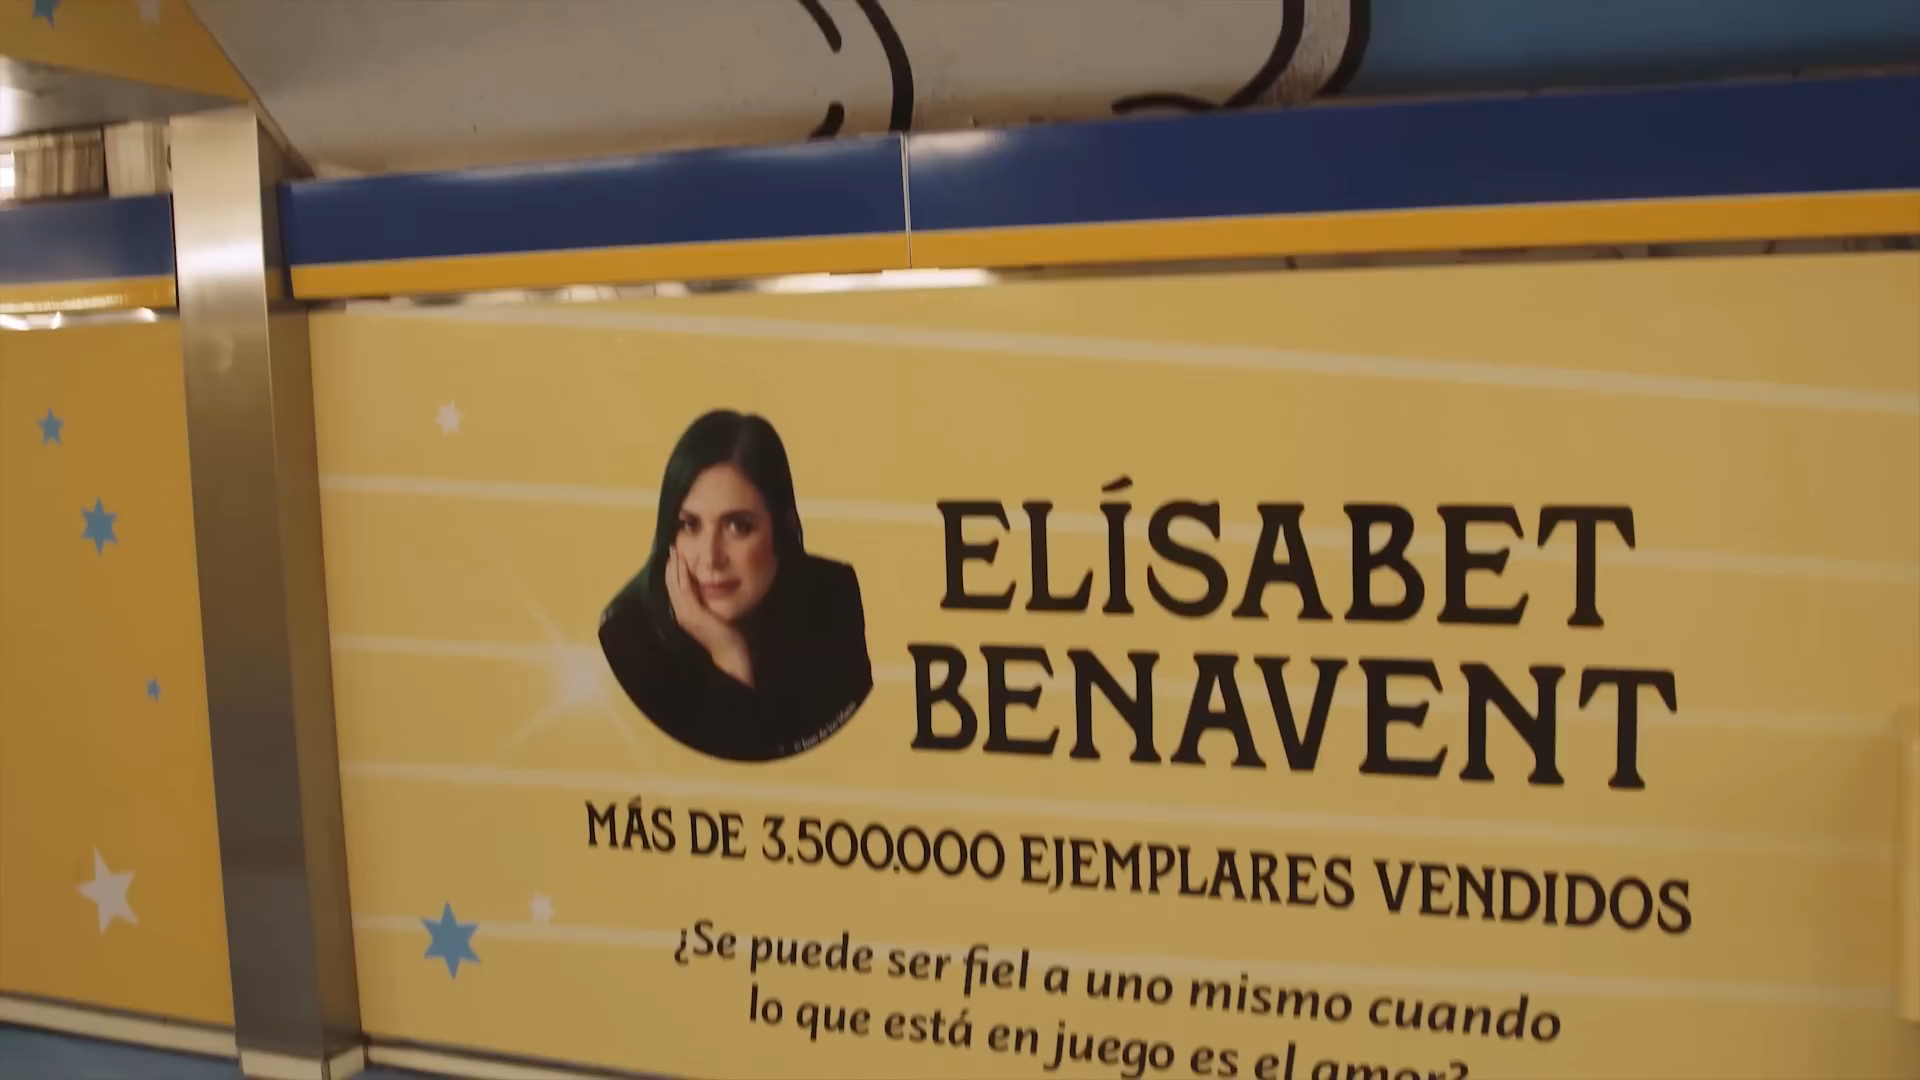 ELÍSABET
BENAVENT
MÁS DE 3.500.000 EJEMPLARES VENDIDOS
¿Se puede ser fiel a uno mismo cuando
lo que está en juego es el amor?